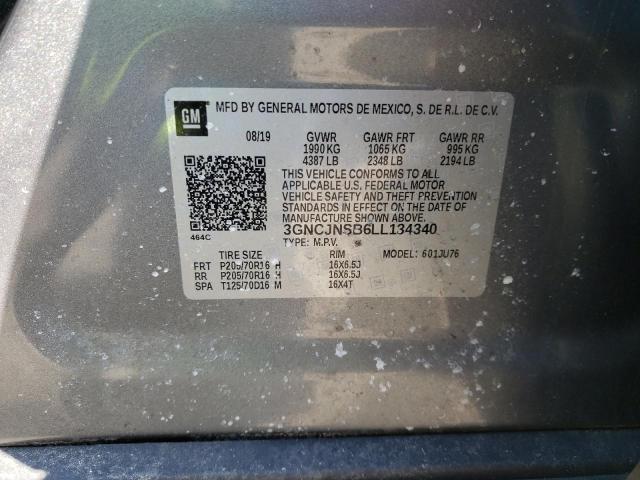 GM
MFD BY GENERAL MOTORS DE MEXICO, S. DE R.L. DE C.V.
08/19 GVWR GAWR FRT GAWR RR
1990 KG 1065 KG 995 KG
4387 LB 2348 LB 2194 LB
THIS VEHICLE CONFORMS TO ALL
APPLICABLE U.S. FEDERAL MOTOR
VEHICLE SAFETY AND THEFT PREVENTION
STANDARDS IN EFFECT ON THE DATE OF
MANUFACTURE SHOWN ABOVE.
3GNCJNSB6LL134340
464C
TYPE: M.P.V.
TIRE SIZE RIM MODEL: 601JU76
FRT P205/70R16 H 16X6.5J
RR P205/70R16 H 16X6.5J
SPA T125/70D16 M 16X4T